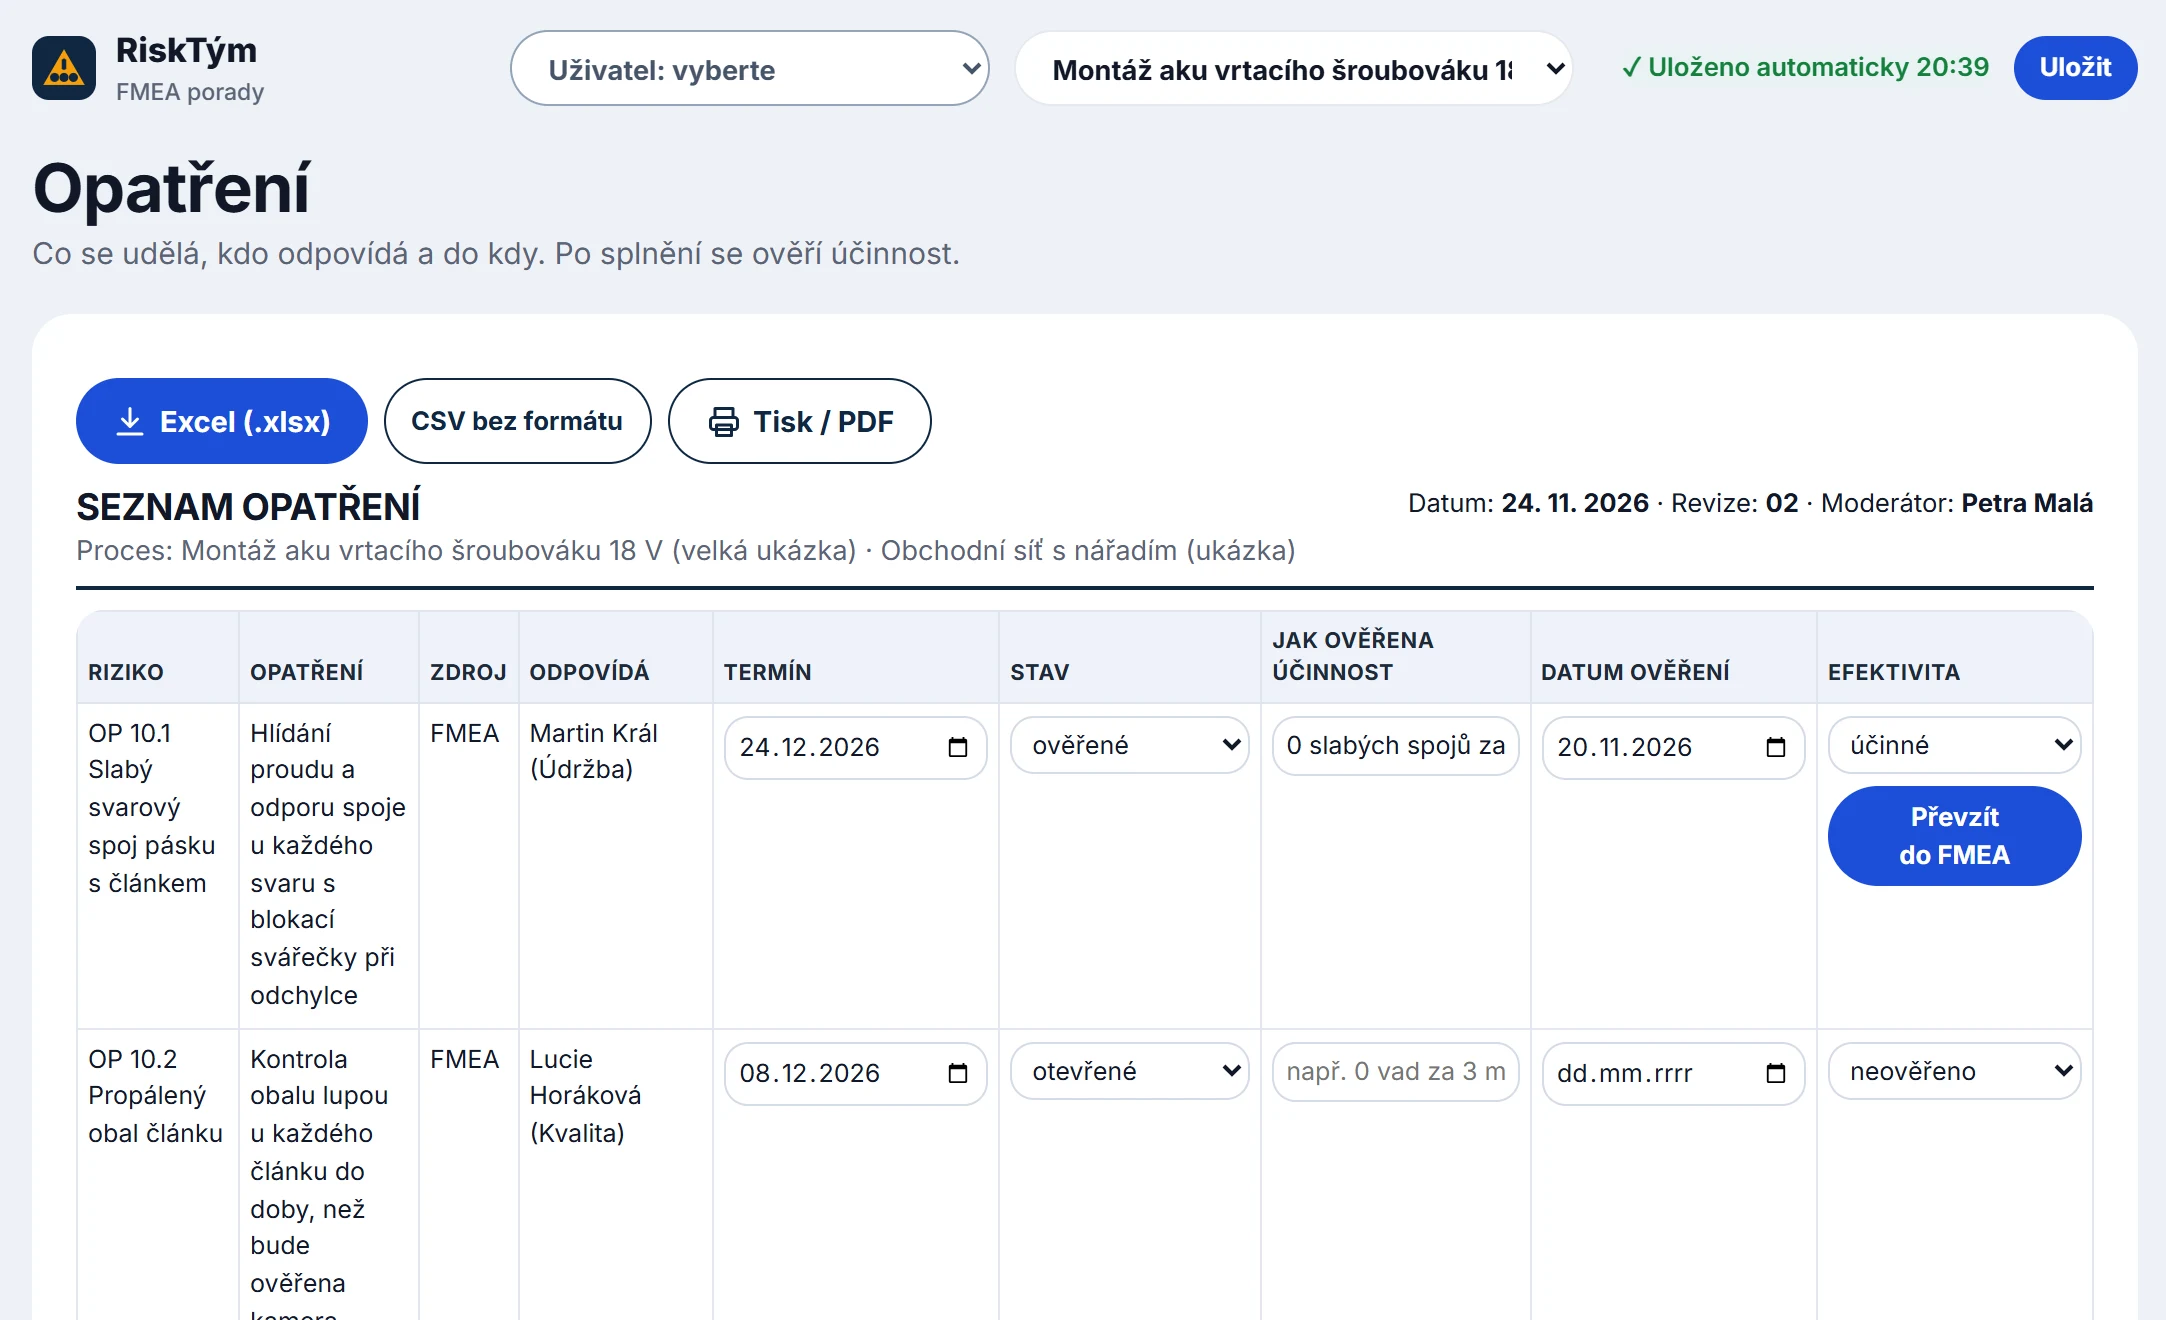 RiskTým
FMEA porady
Uživatel: vyberte
Montáž aku vrtacího šroubováku
✓ Uloženo automaticky 20:39
Uložit
Opatření
Co se udělá, kdo odpovídá a do kdy. Po splnění se ověří účinnost.
Excel (.xlsx)
CSV bez formátu
Tisk / PDF
SEZNAM OPATŘENÍ
Datum: 24. 11. 2026 · Revize: 02 · Moderátor: Petra Malá
Proces: Montáž aku vrtacího šroubováku 18 V (velká ukázka) · Obchodní síť s nářadím (ukázka)
RIZIKO
OPATŘENÍ
ZDROJ
ODPOVÍDÁ
TERMÍN
STAV
JAK OVĚŘENA
ÚČINNOST
DATUM OVĚŘENÍ
EFEKTIVITA
OP 10.1
Slabý
svarový
spoj pásku
s článkem
Hlídání
proudu a
odporu spoje
u každého
svaru s
blokací
svářečky při
odchylce
FMEA
Martin Král
(Údržba)
24.12.2026
ověřené
0 slabých spojů za
20.11.2026
účinné
Převzít
do FMEA
OP 10.2
Propálený
obal článku
Kontrola
obalu lupou
u každého
článku do
doby, než
bude
ověřena
FMEA
Lucie
Horáková
(Kvalita)
08.12.2026
otevřené
např. 0 vad za 3 m
dd.mm.rrrr
neověřeno